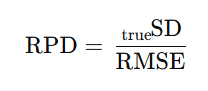 RPD = trueSD / RMSE